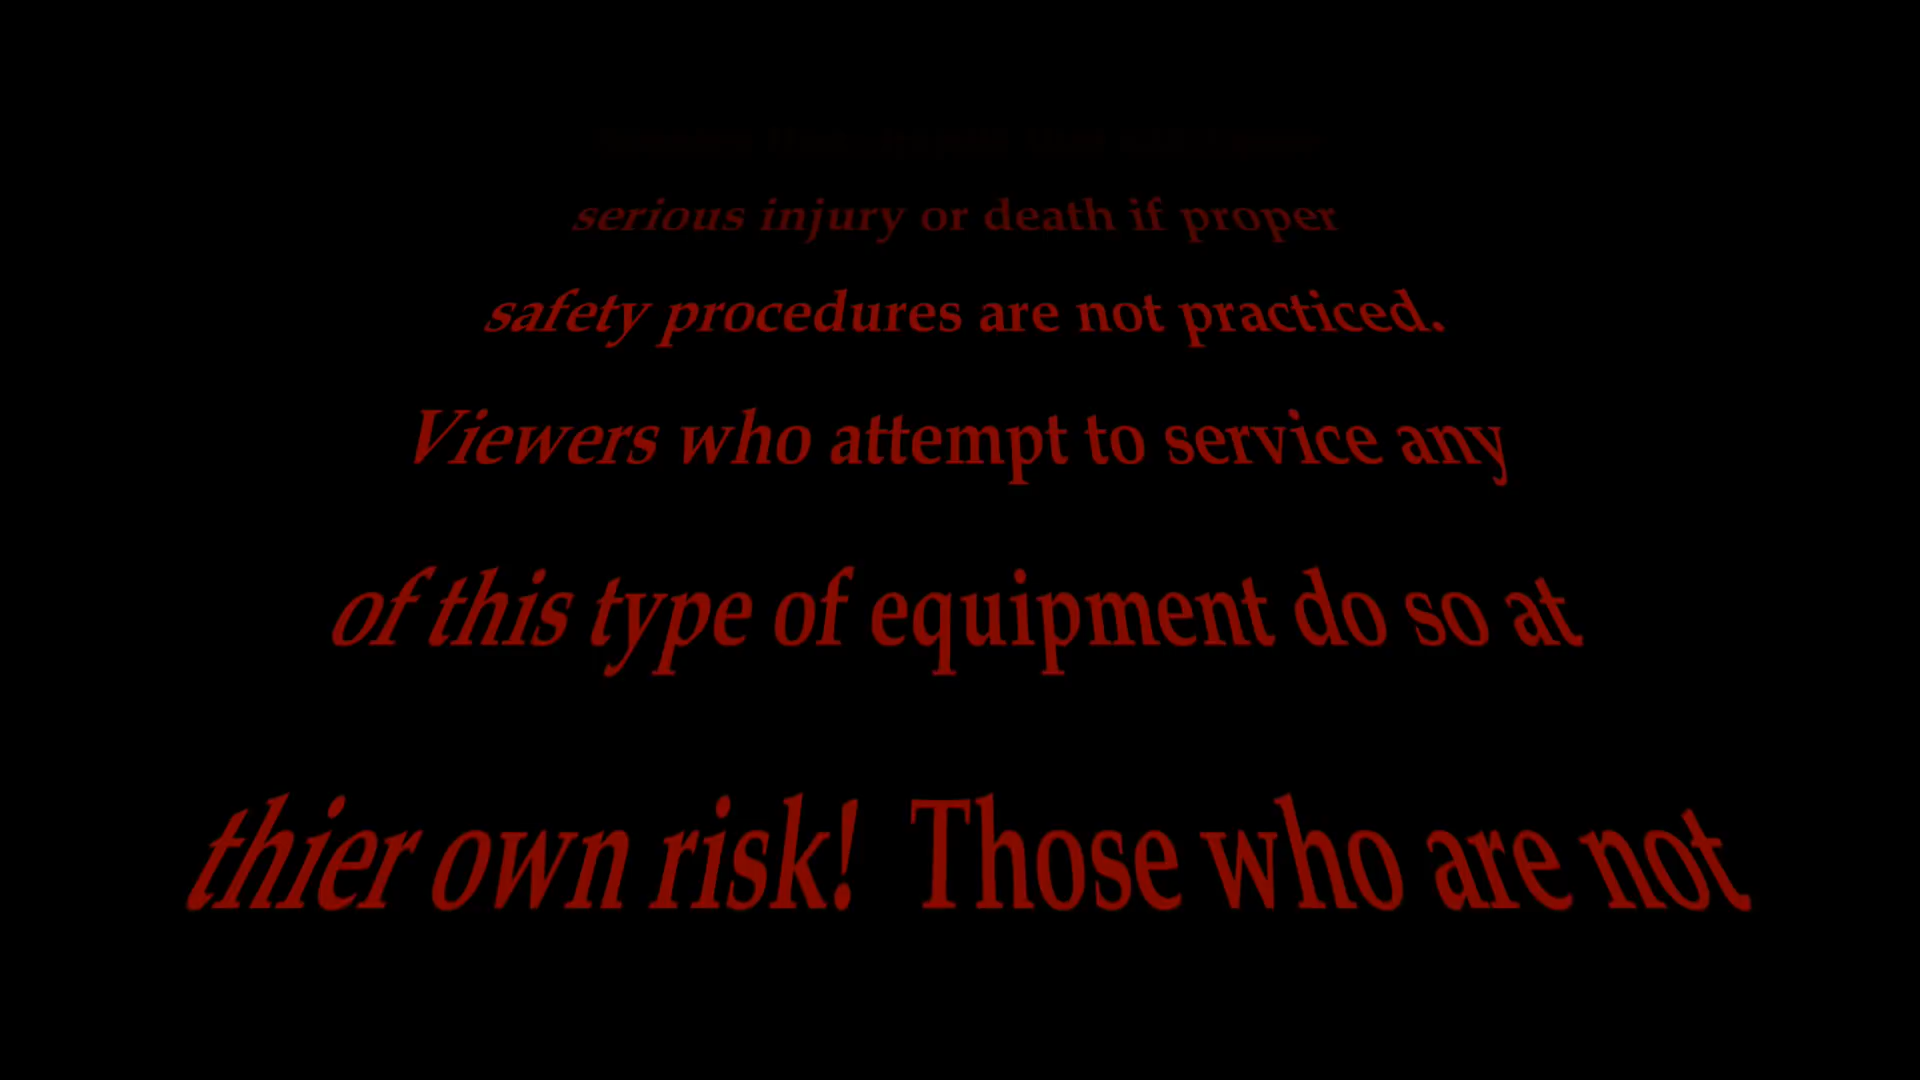 serious injury or death if proper
safety procedures are not practiced.
Viewers who attempt to service any
of this type of equipment do so at
thier own risk!  Those who are not